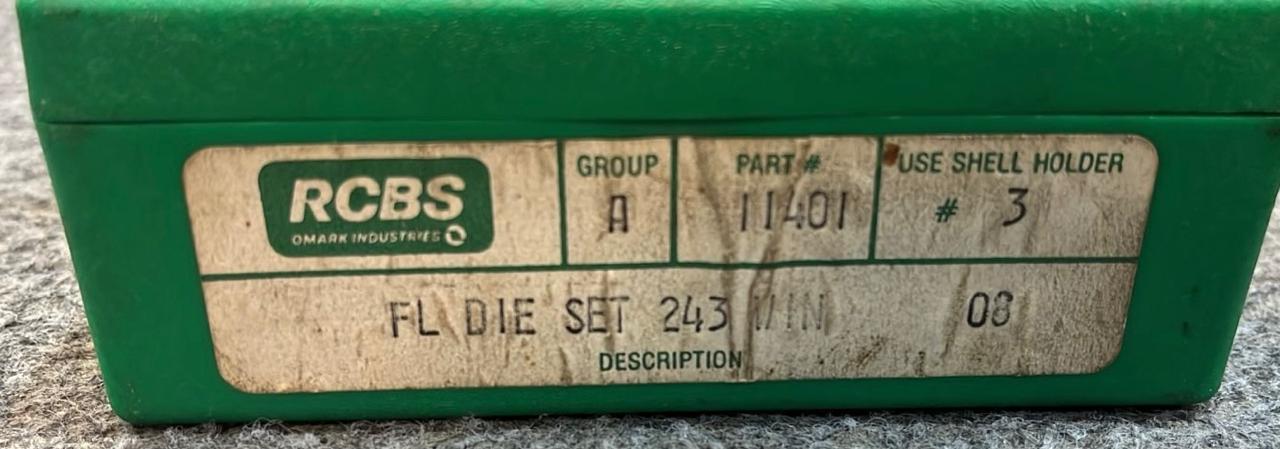 RCBS
OMARK INDUSTRIES
GROUP
A
PART #
11401
USE SHELL HOLDER
# 3
FL DIE SET 243 WIN 08
DESCRIPTION